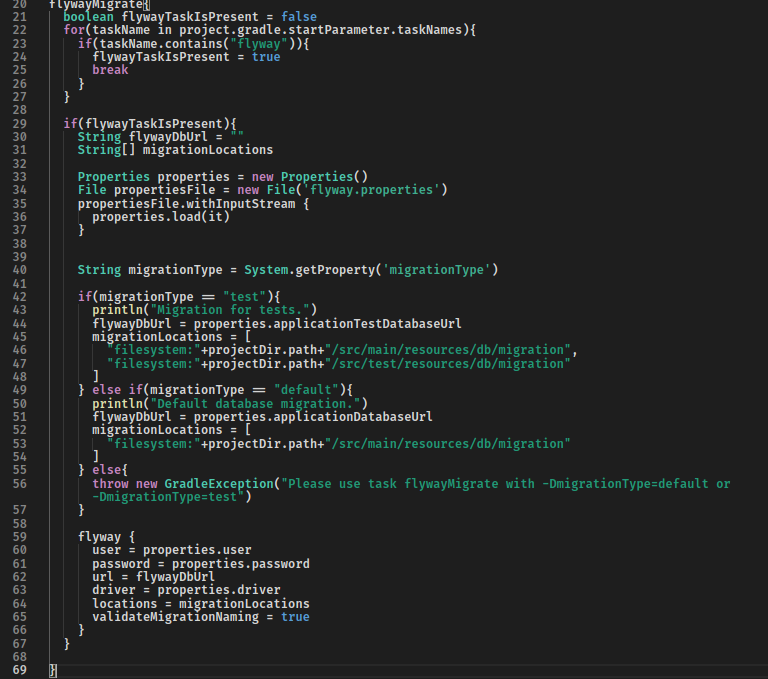 20 flywayMigrate{
21 boolean flywayTaskIsPresent = false
22 for(taskName in project.gradle.startParameter.taskNames){
23 if(taskName.contains("flyway")){
24 flywayTaskIsPresent = true
25 break
26 }
27 }
28
29 if(flywayTaskIsPresent){
30 String flywayDbUrl = ""
31 String[] migrationLocations
32
33 Properties properties = new Properties()
34 File propertiesFile = new File('flyway.properties')
35 propertiesFile.withInputStream {
36 properties.load(it)
37 }
38
39
40 String migrationType = System.getProperty('migrationType')
41
42 if(migrationType == "test"){
43 println("Migration for tests.")
44 flywayDbUrl = properties.applicationTestDatabaseUrl
45 migrationLocations = [
46 "filesystem:"+projectDir.path+"/src/main/resources/db/migration",
47 "filesystem:"+projectDir.path+"/src/test/resources/db/migration"
48 ]
49 } else if(migrationType == "default"){
50 println("Default database migration.")
51 flywayDbUrl = properties.applicationDatabaseUrl
52 migrationLocations = [
53 "filesystem:"+projectDir.path+"/src/main/resources/db/migration"
54 ]
55 } else{
56 throw new GradleException("Please use task flywayMigrate with -DmigrationType=default or
-DmigrationType=test")
57 }
58
59 flyway {
60 user = properties.user
61 password = properties.password
62 url = flywayDbUrl
63 driver = properties.driver
64 locations = migrationLocations
65 validateMigrationNaming = true
66 }
67 }
68
69 }